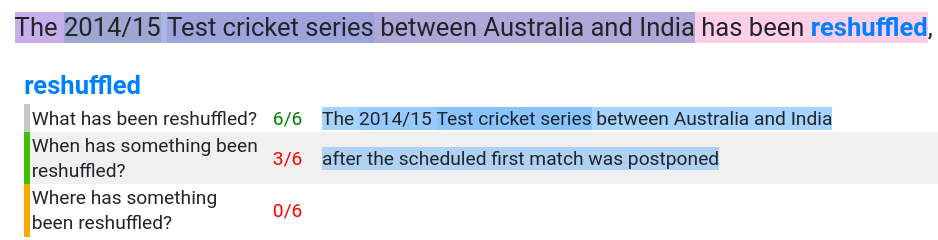 The 2014/15 Test cricket series between Australia and India has been reshuffled,
reshuffled
What has been reshuffled? 6/6 The 2014/15 Test cricket series between Australia and India
When has something been
reshuffled? 3/6 after the scheduled first match was postponed
Where has something
been reshuffled? 0/6